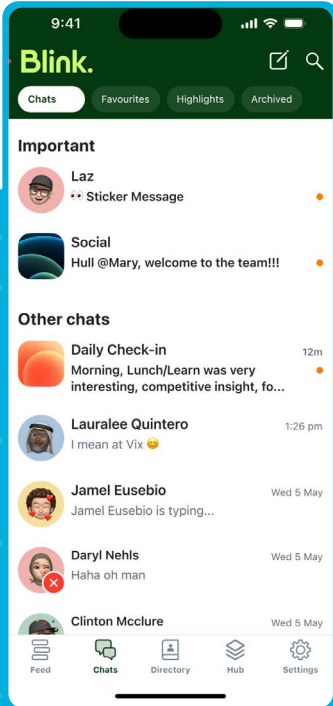 9:41
Blink.
Chats Favourites Highlights Archived
Important
Laz
👀 Sticker Message
Social
Hull @Mary, welcome to the team!!!
Other chats
Daily Check-in 12m
Morning, Lunch/Learn was very
interesting, competitive insight, fo...
Lauralee Quintero 1:26 pm
I mean at Vix 😊
Jamel Eusebio Wed 5 May
Jamel Eusebio is typing...
Daryl Nehls Wed 5 May
Haha oh man
Clinton Mcclure Wed 5 May
Feed Chats Directory Hub Settings